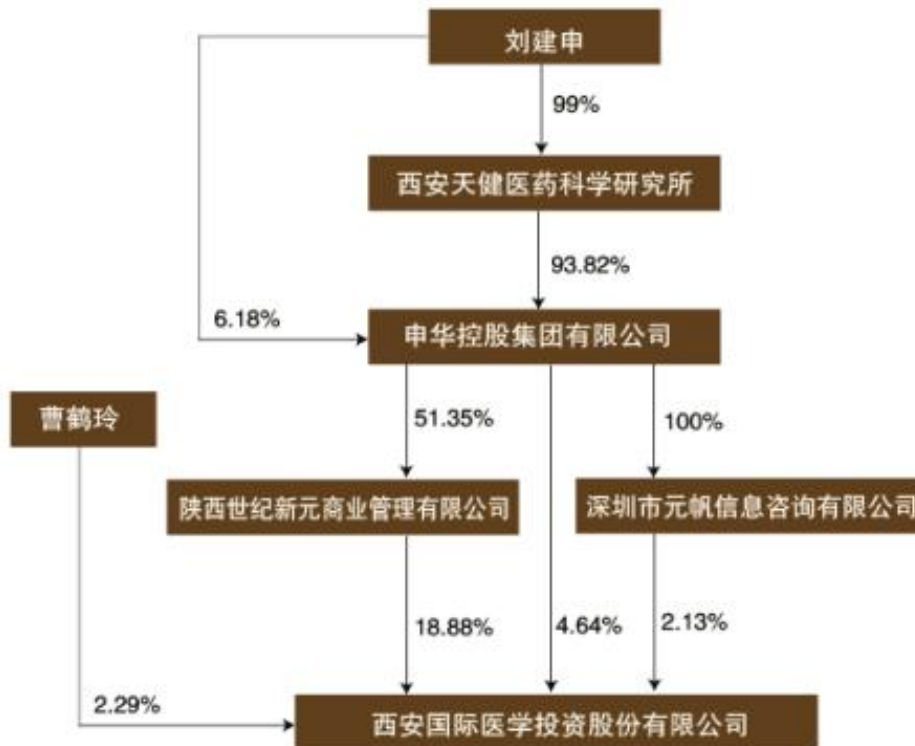 刘建申
99%
西安天健医药科学研究所
93.82%
6.18%
申华控股集团有限公司
曹鹤玲
51.35%
100%
陕西世纪新元商业管理有限公司
深圳市元帆信息咨询有限公司
18.88%
4.64%
2.13%
2.29%
西安国际医学投资股份有限公司